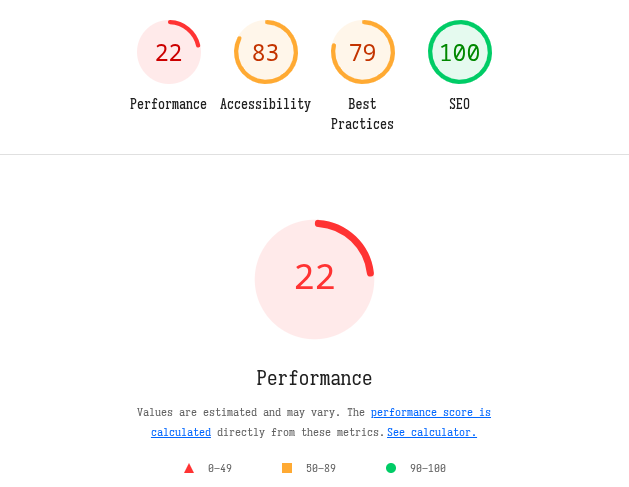 22 83 79 100
Performance Accessibility Best Practices SEO
22
Performance
Values are estimated and may vary. The performance score is
calculated directly from these metrics. See calculator.
0–49 50–89 90–100